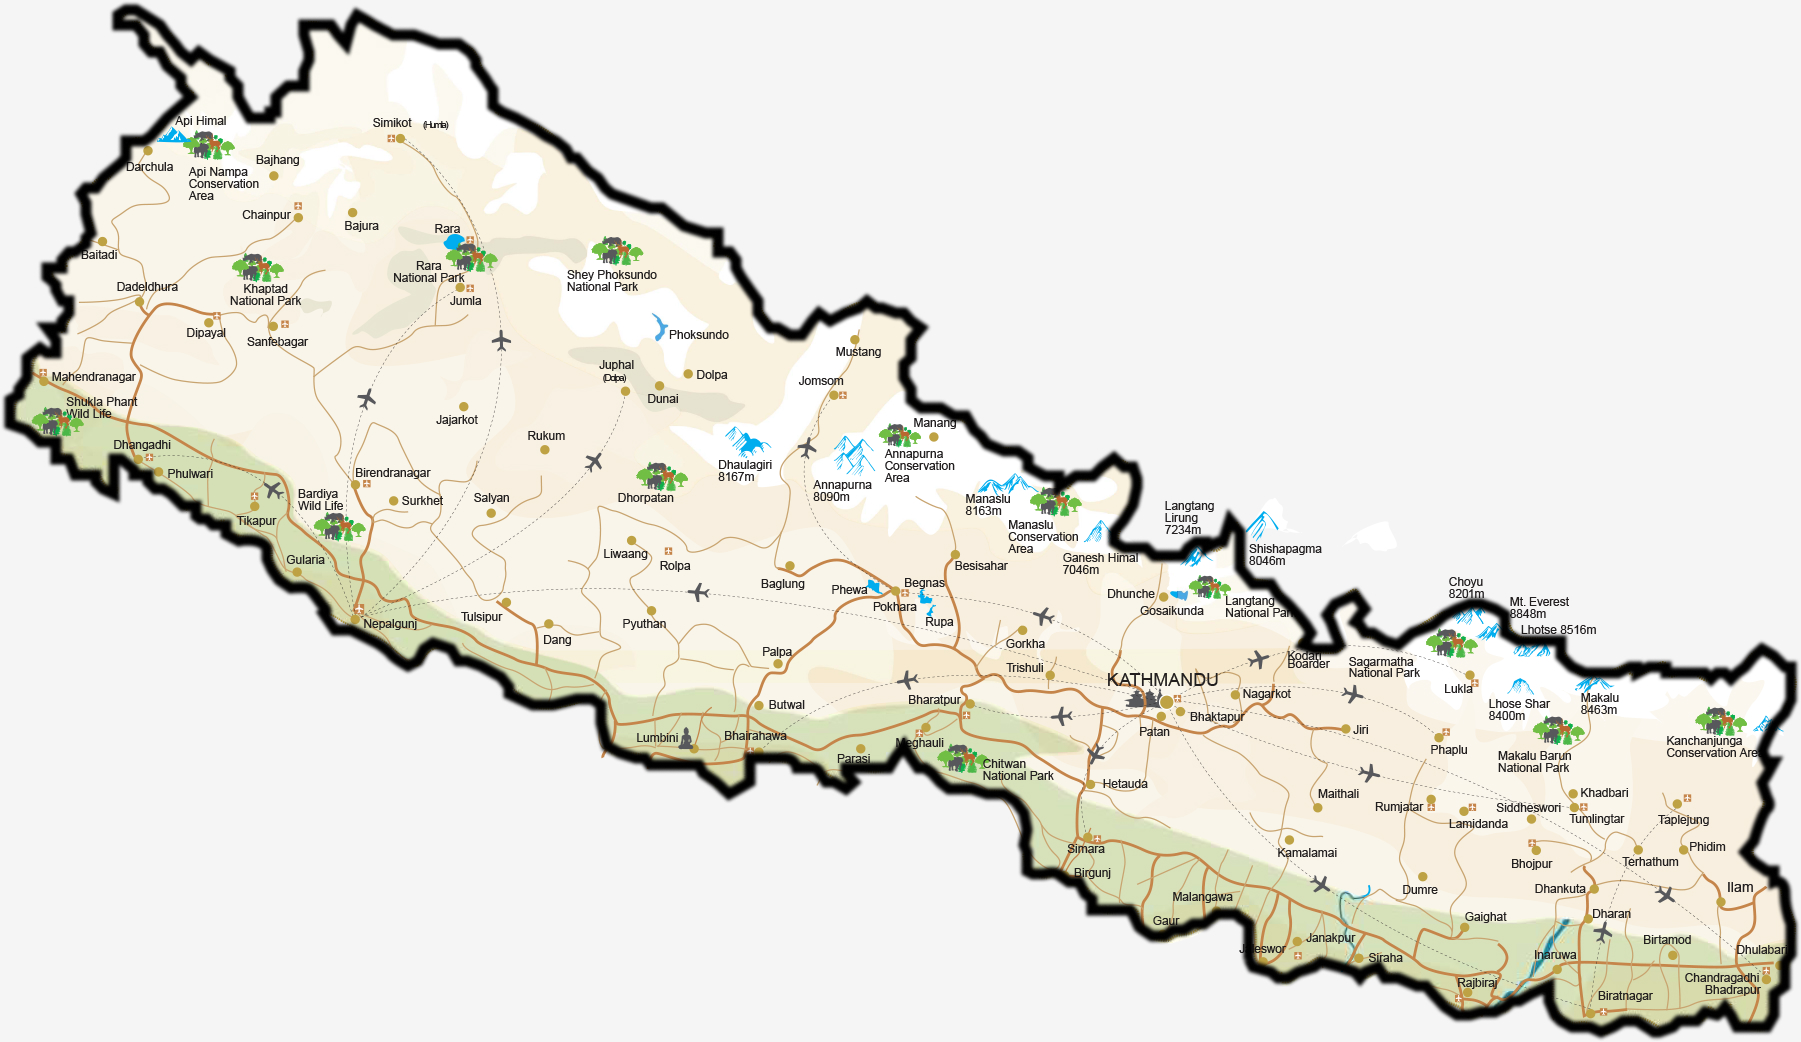 Api Himal
Simikot
(Humla)
Darchula
Bajhang
Api Nampa
Conservation
Area
Chainpur
Bajura
Rara
Baitadi
Rara
National Park
Shey Phoksundo
National Park
Khaptad
National Park
Dadeldhura
Jumla
Dipayal
Sanfebagar
Phoksundo
Mustang
Juphal
(Dolpa)
Dolpa
Dunai
Mahendranagar
Jomsom
Shukla Phant
Wild Life
Jajarkot
Manang
Rukum
Dhangadhi
Phulwari
Birendranagar
Dhaulagiri
8167m
Annapurna
Conservation
Area
Annapurna
8090m
Bardiya
Wild Life
Surkhet
Salyan
Dhorpatan
Manaslu
8163m
Langtang
Lirung
7234m
Tikapur
Manaslu
Conservation
Area
Shishapagma
8046m
Liwaang
Rolpa
Gularia
Besisahar
Ganesh Himal
7046m
Baglung
Phewa
Begnas
Pokhara
Rupa
Dhunche
Gosaikunda
Langtang
National Park
Choyu
8201m
Mt. Everest
8848m
Lhotse 8516m
Nepalgunj
Tulsipur
Pyuthan
Dang
Gorkha
Palpa
Trishuli
Kodari
Boarder
Sagarmatha
National Park
KATHMANDU
Lukla
Nagarkot
Butwal
Bharatpur
Lhose Shar
8400m
Makalu
8463m
Bhaktapur
Patan
Jiri
Lumbini
Bhairahawa
Meghauli
Parasi
Phaplu
Makalu Barun
National Park
Kanchanjunga
Conservation Area
Chitwan
National Park
Hetauda
Maithali
Rumjatar
Lamidanda
Siddheswori
Khadbari
Tumlingtar
Taplejung
Simara
Kamalamai
Bhojpur
Terhathum
Phidim
Birgunj
Dumre
Dhankuta
Ilam
Malangawa
Gaur
Gaighat
Dharan
Jaleswor
Janakpur
Siraha
Inaruwa
Birtamod
Dhulabari
Rajbiraj
Chandragadhi
Bhadrapur
Biratnagar